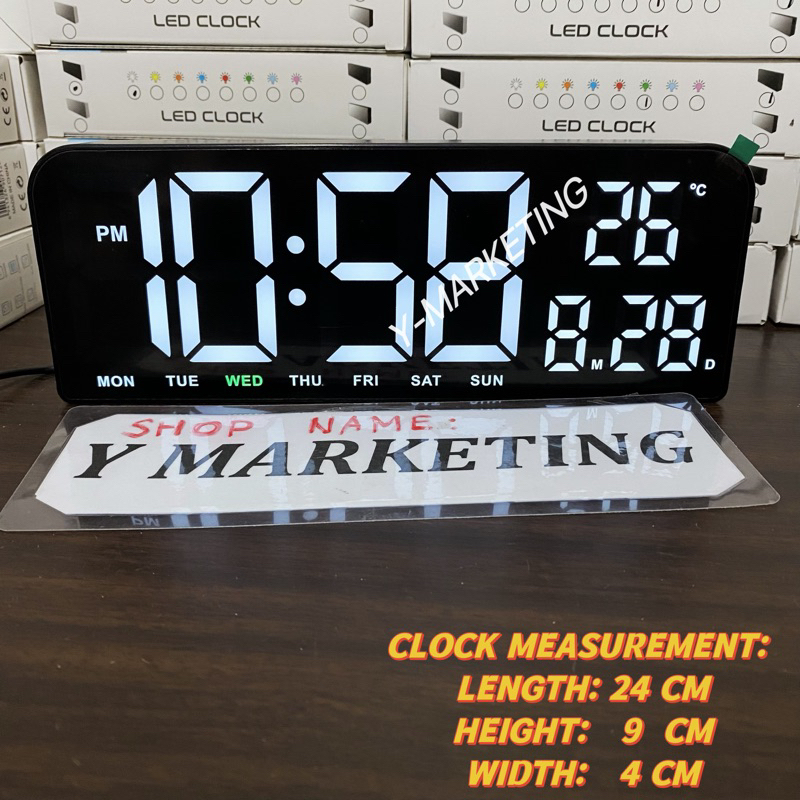 LED CLOCK
LED CLOCK
LED CLOCK
LED CLOCK
PM 10:58
26 °C
8 M 28 D
MON TUE WED THU FRI SAT SUN
Y-MARKETING
SHOP NAME:
Y MARKETING
CLOCK MEASUREMENT:
LENGTH: 24 CM
HEIGHT: 9 CM
WIDTH: 4 CM